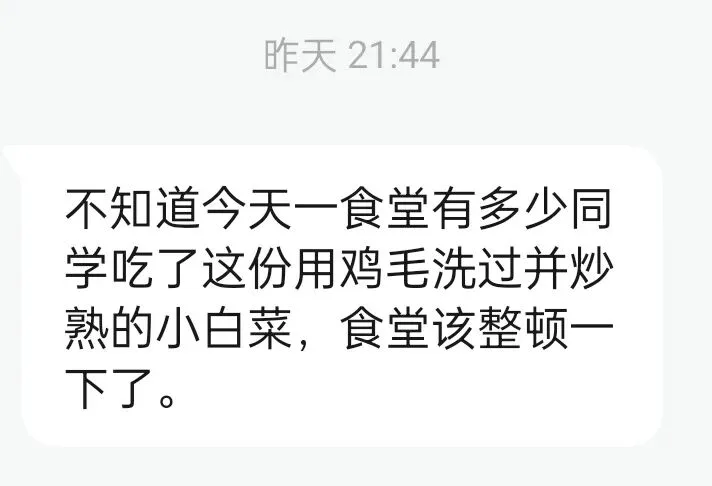 昨天 21:44
不知道今天一食堂有多少同
学吃了这份用鸡毛洗过并炒
熟的小白菜，食堂该整顿一
下了。